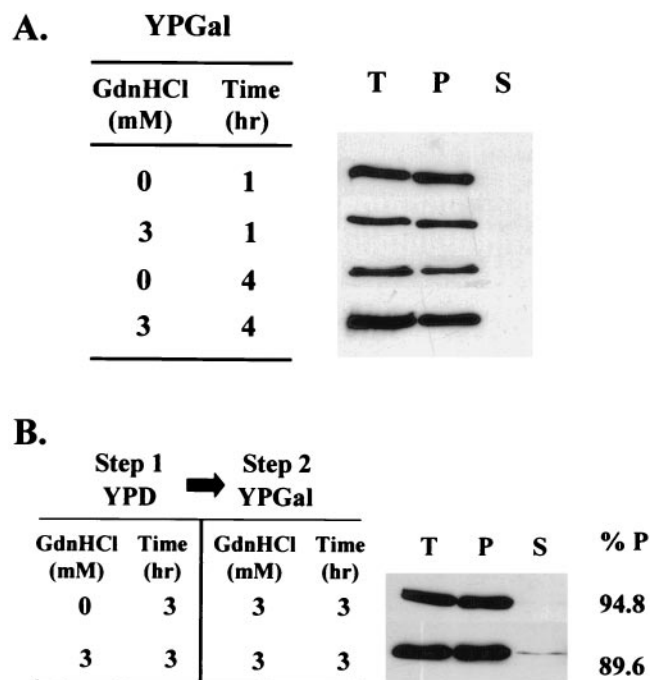 A.
YPGal
GdnHCl Time
(mM) (hr)
T P S
0 1
3 1
0 4
3 4
B.
Step 1 Step 2
YPD YPGal
GdnHCl Time GdnHCl Time
(mM) (hr) (mM) (hr)
T P S % P
0 3 3 3 94.8
3 3 3 3 89.6